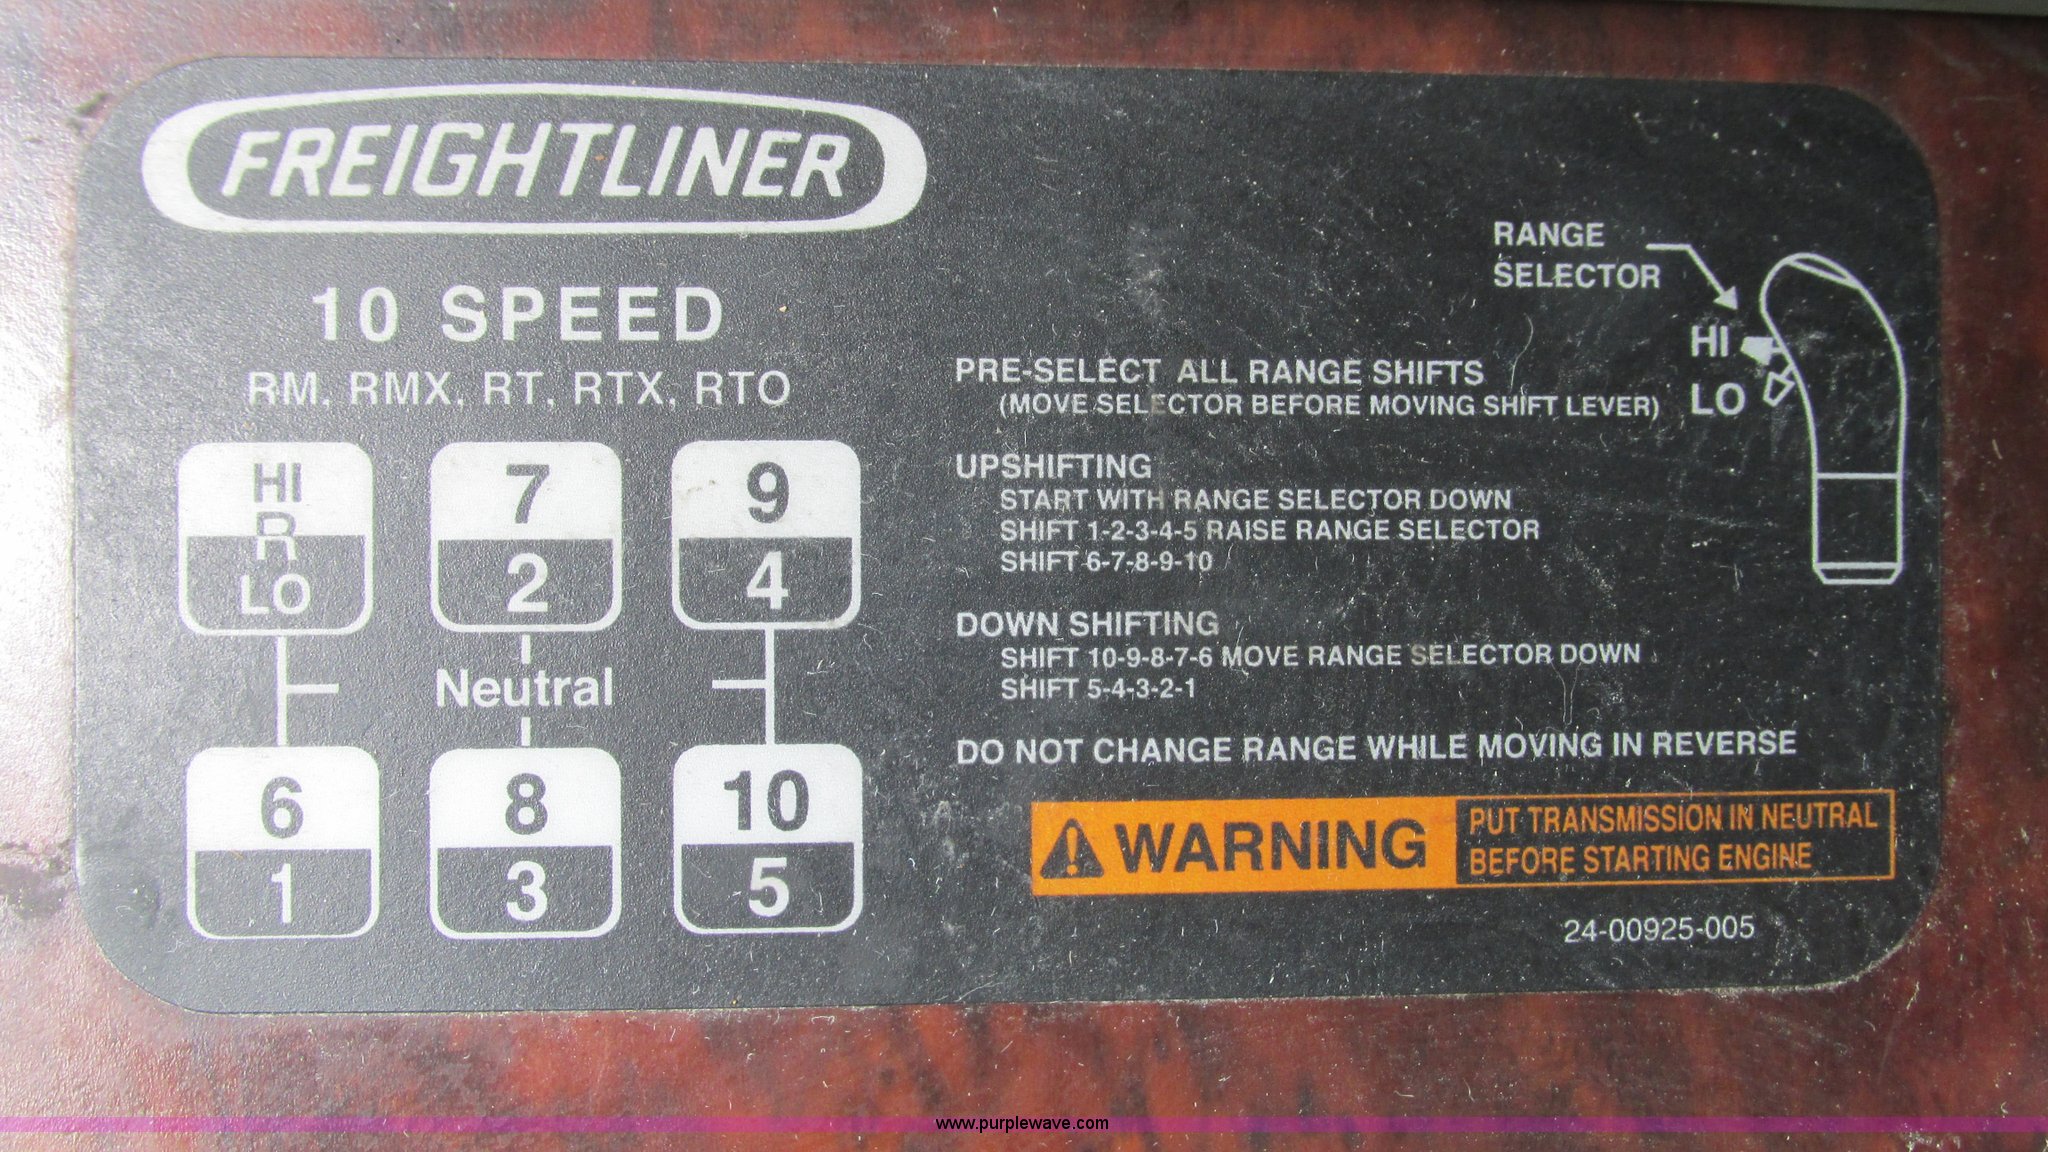 FREIGHTLINER
10 SPEED
RM, RMX, RT, RTX, RTO
HI
R
LO
7
2
9
4
Neutral
6
1
8
3
10
5
RANGE
SELECTOR
HI
LO
PRE-SELECT ALL RANGE SHIFTS
(MOVE SELECTOR BEFORE MOVING SHIFT LEVER)
UPSHIFTING
START WITH RANGE SELECTOR DOWN
SHIFT 1-2-3-4-5 RAISE RANGE SELECTOR
SHIFT 6-7-8-9-10
DOWN SHIFTING
SHIFT 10-9-8-7-6 MOVE RANGE SELECTOR DOWN
SHIFT 5-4-3-2-1
DO NOT CHANGE RANGE WHILE MOVING IN REVERSE
WARNING
PUT TRANSMISSION IN NEUTRAL
BEFORE STARTING ENGINE
24-00925-005
www.purplewave.com